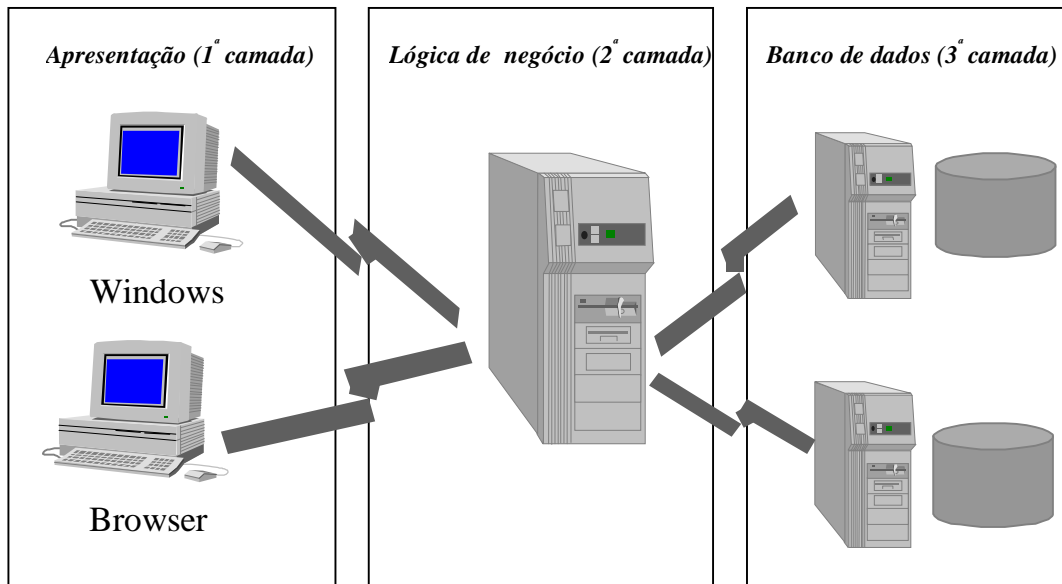 Apresentação (1ª camada)
Lógica de negócio (2ª camada)
Banco de dados (3ª camada)
Windows
Browser